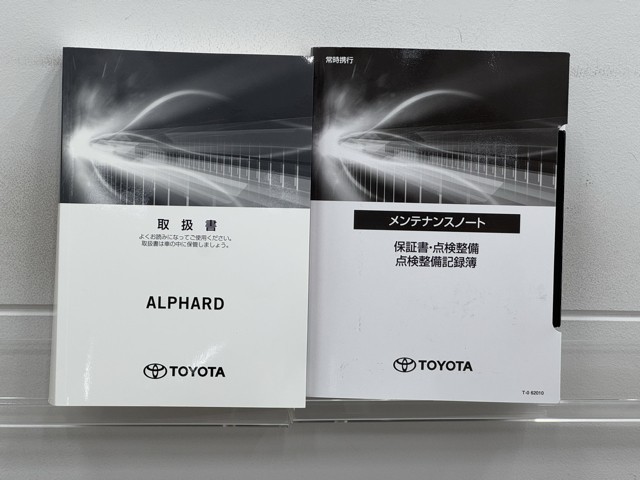 取扱書
よくお読みになってご使用ください。
取扱書は車の中に保管しましょう。
ALPHARD
TOYOTA
常時携行
メンテナンスノート
保証書・点検整備
点検整備記録簿
TOYOTA
T-0 62010